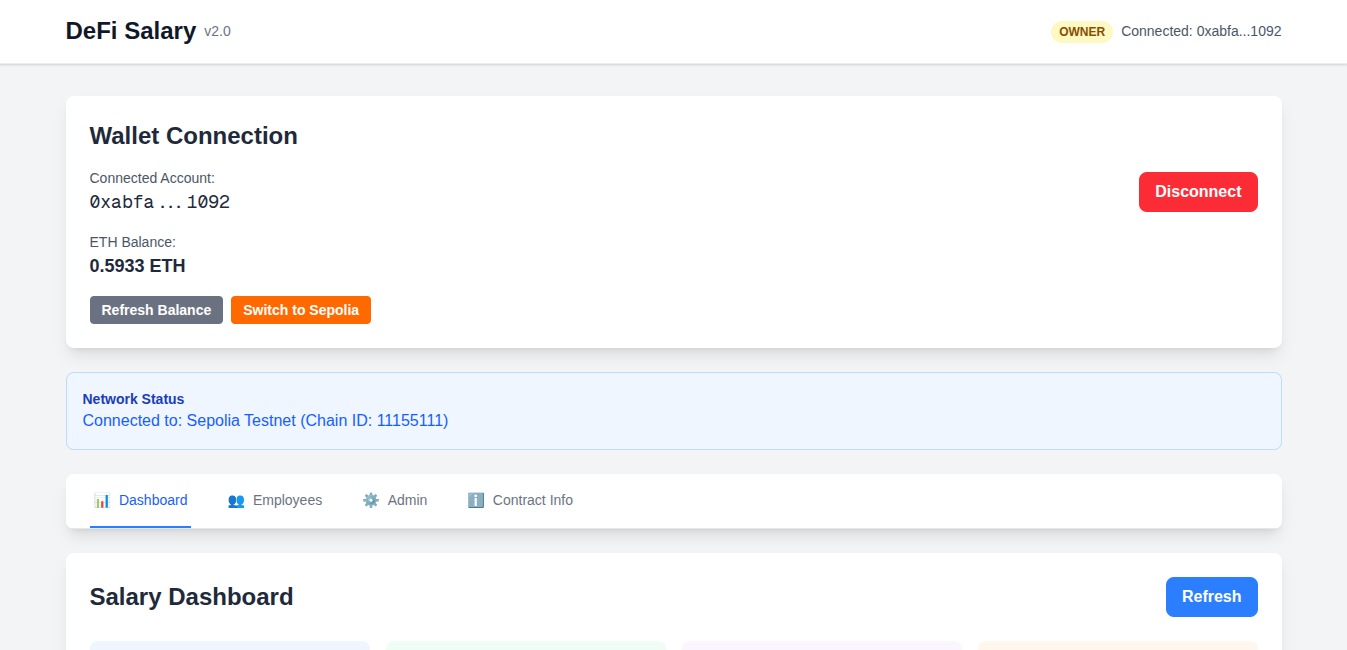 DeFi Salary v2.0
OWNER Connected: 0xabfa...1092
Wallet Connection
Connected Account:
0xabfa...1092
Disconnect
ETH Balance:
0.5933 ETH
Refresh Balance Switch to Sepolia
Network Status
Connected to: Sepolia Testnet (Chain ID: 11155111)
Dashboard Employees Admin Contract Info
Salary Dashboard
Refresh